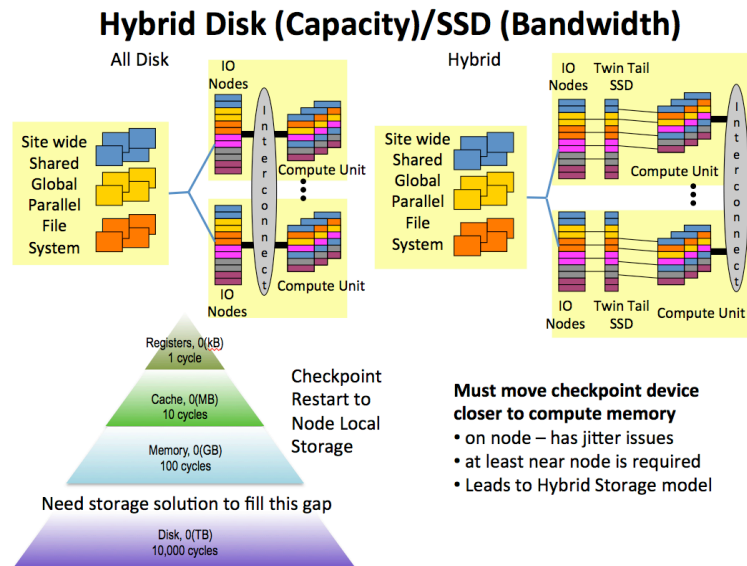 Hybrid Disk (Capacity)/SSD (Bandwidth)
All Disk
IO
Nodes
Site wide
Shared
Global
Parallel
File
System
Interconnect
Compute Unit
Compute Unit
IO
Nodes
Hybrid
IO
Nodes
Twin Tail
SSD
Site wide
Shared
Global
Parallel
File
System
Compute Unit
Interconnect
Compute Unit
IO
Nodes
Twin Tail
SSD
Registers, 0(kB)
1 cycle
Cache, 0(MB)
10 cycles
Memory, 0(GB)
100 cycles
Checkpoint
Restart to
Node Local
Storage
Need storage solution to fill this gap
Disk, 0(TB)
10,000 cycles
Must move checkpoint device
closer to compute memory
• on node – has jitter issues
• at least near node is required
• Leads to Hybrid Storage model